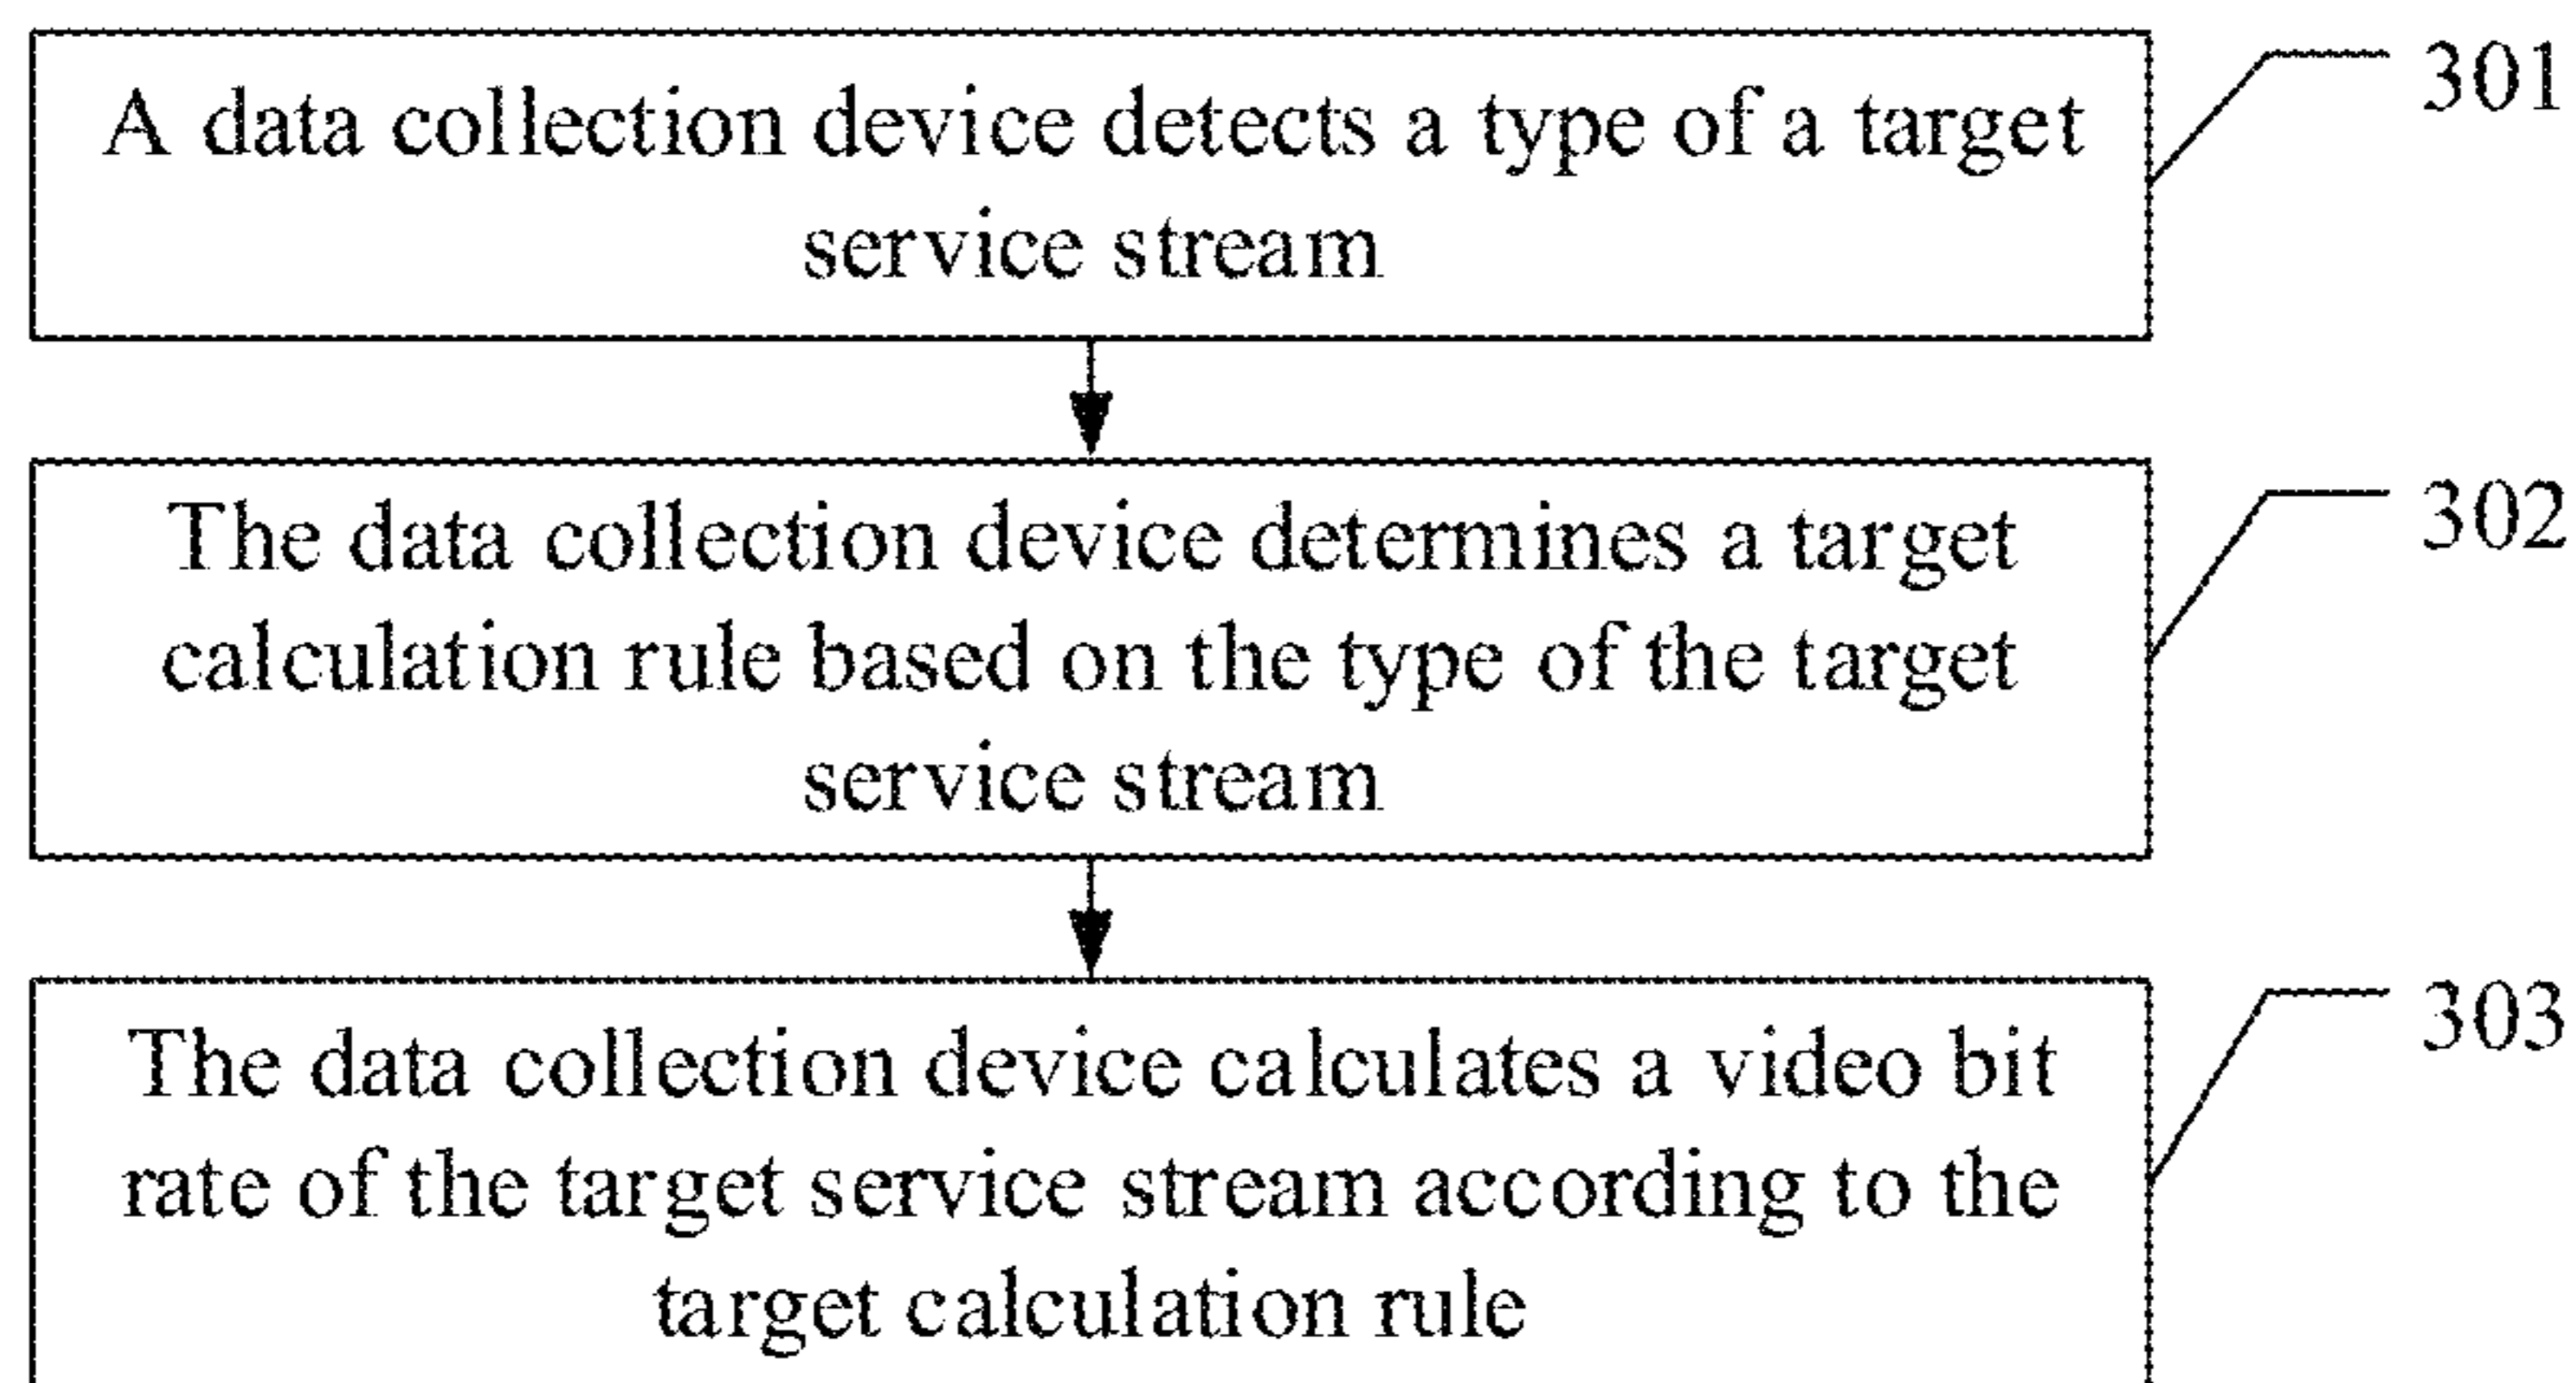 A data collection device detects a type of a target
service stream
301
The data collection device determines a target
calculation rule based on the type of the target
service stream
302
The data collection device calculates a video bit
rate of the target service stream according to the
target calculation rule
303